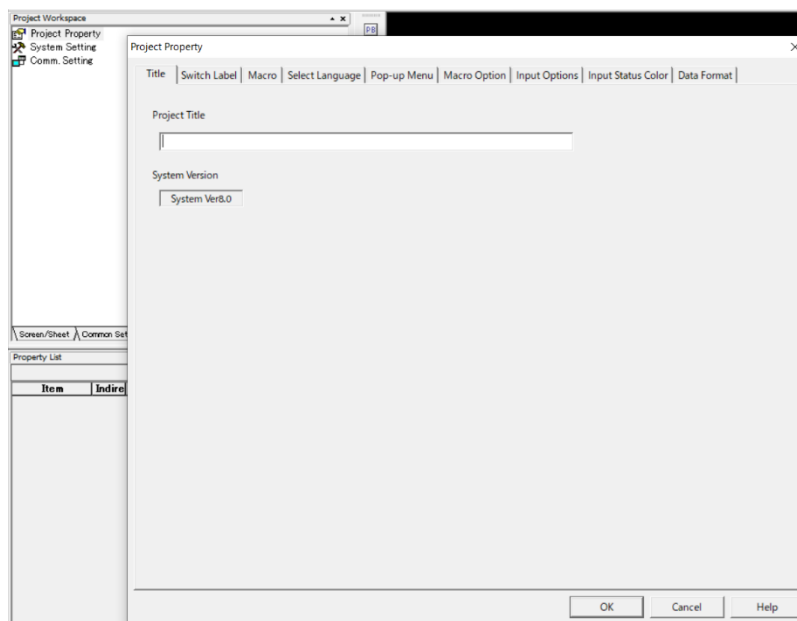 Project Workspace
Project Property
System Setting
Comm. Setting
PB
Project Property
Title Switch Label Macro Select Language Pop-up Menu Macro Option Input Options Input Status Color Data Format
Project Title
System Version
System Ver8.0
Screen/Sheet Common Set
Property List
Item Indire
OK Cancel Help